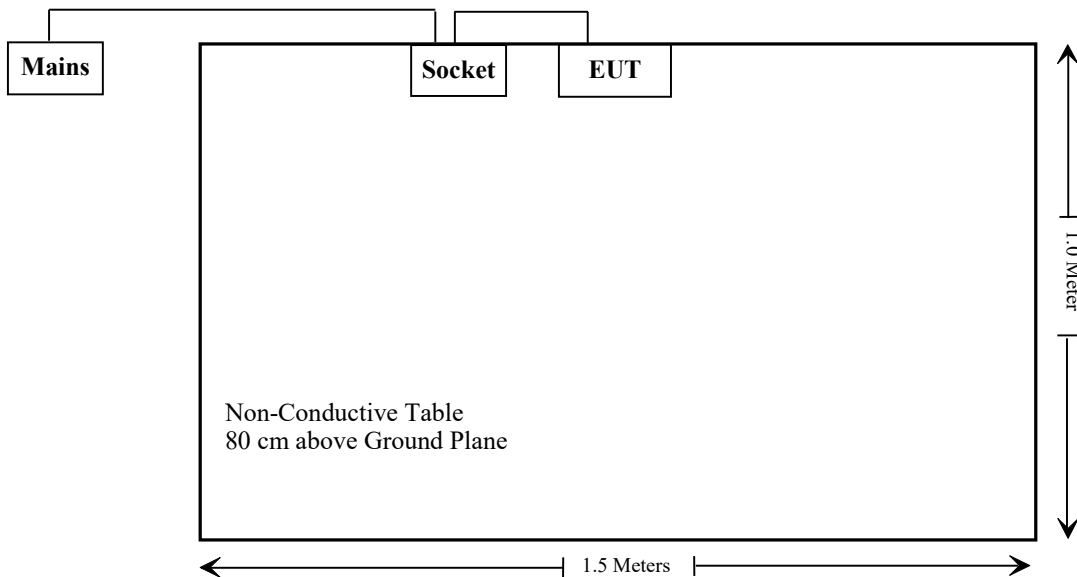 Mains
Socket
EUT
1.0 Meter
Non-Conductive Table
80 cm above Ground Plane
1.5 Meters